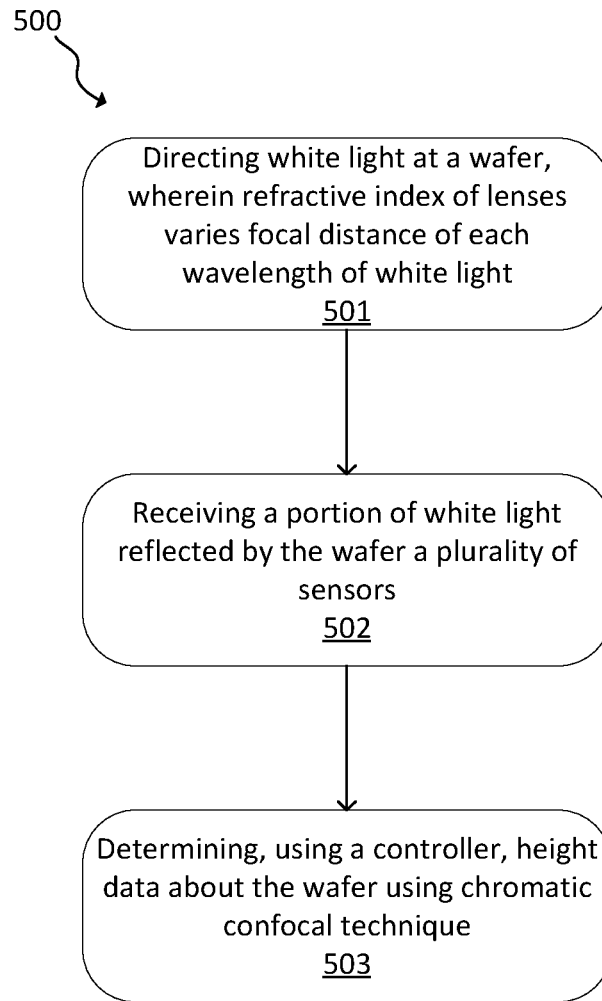 500
Directing white light at a wafer,
wherein refractive index of lenses
varies focal distance of each
wavelength of white light
501
Receiving a portion of white light
reflected by the wafer a plurality of
sensors
502
Determining, using a controller, height
data about the wafer using chromatic
confocal technique
503